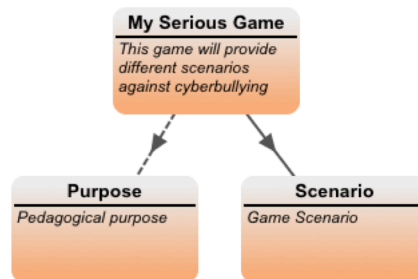 My Serious Game
This game will provide
different scenarios
against cyberbullying
Purpose
Pedagogical purpose
Scenario
Game Scenario